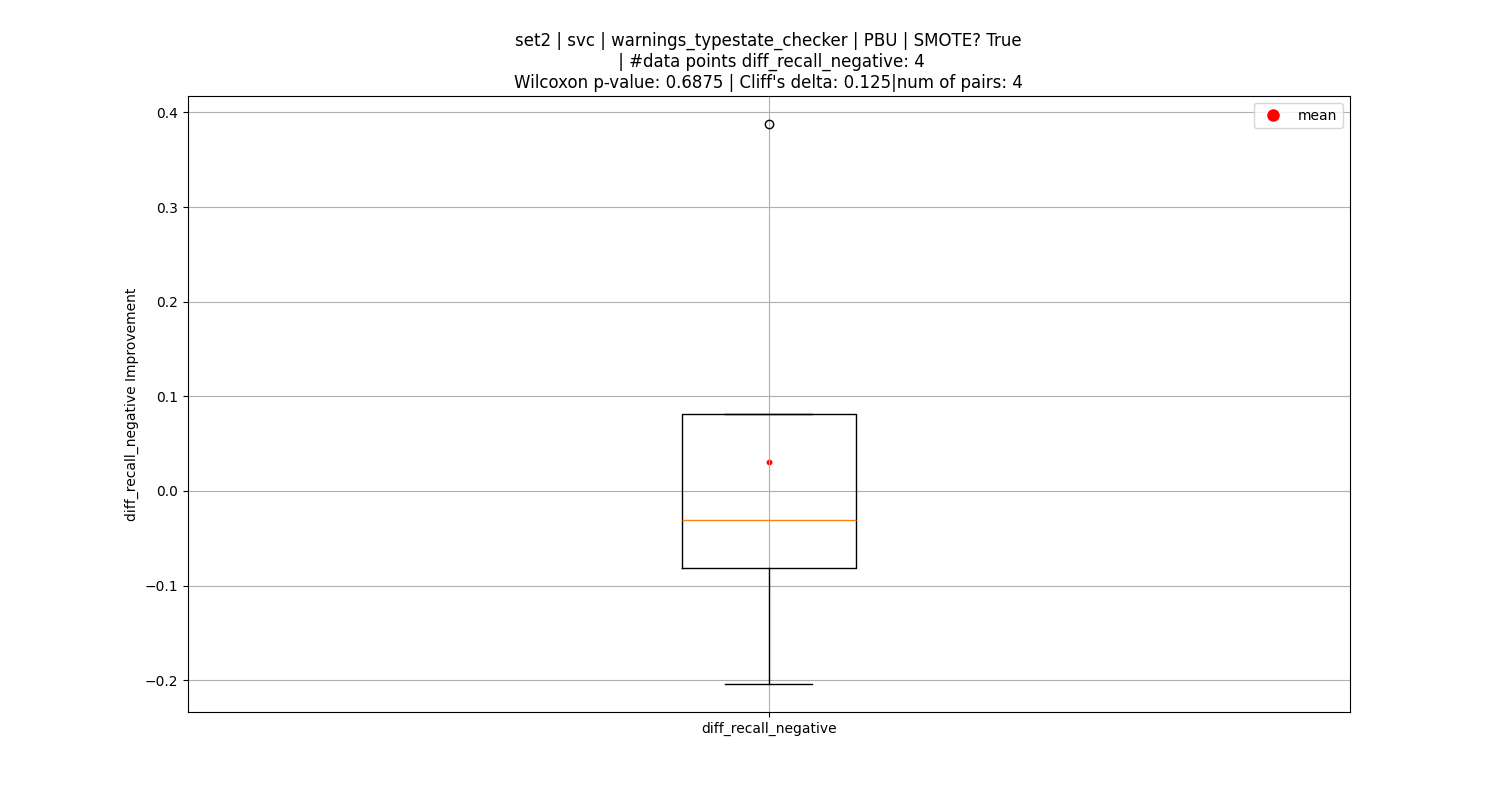 set2 | svc | warnings_typestate_checker | PBU | SMOTE? True
| #data points diff_recall_negative: 4
Wilcoxon p-value: 0.6875 | Cliff's delta: 0.125|num of pairs: 4
mean
0.4
0.3
0.2
0.1
0.0
−0.1
−0.2
diff_recall_negative Improvement
diff_recall_negative